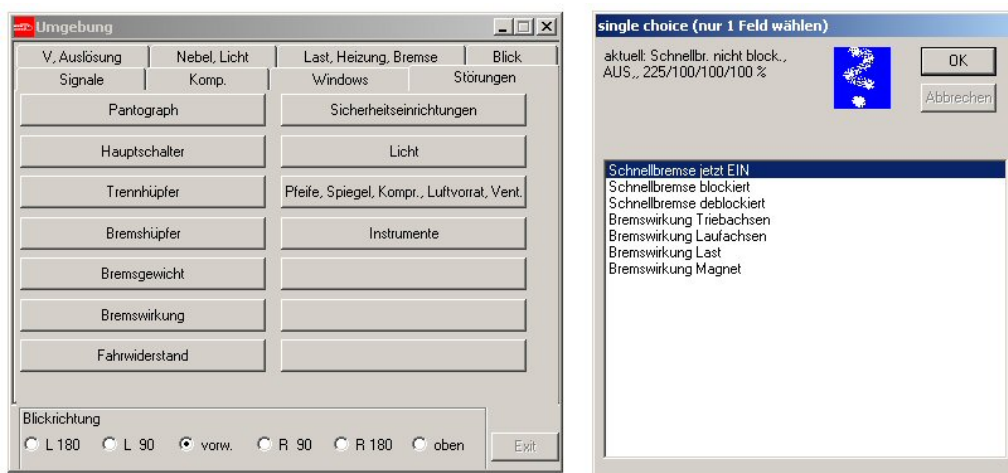 Umgebung
V, Auslösung
Nebel, Licht
Last, Heizung, Bremse
Blick
Signale
Komp.
Windows
Störungen
Pantograph
Sicherheitseinrichtungen
Hauptschalter
Licht
Trennhüpfer
Pfeife, Spiegel, Kompr., Luftvorrat, Vent.
Bremshüpfer
Instrumente
Bremsgewicht
Bremswirkung
Fahrwiderstand
Blickrichtung
L 180
L 90
vorw.
R 90
R 180
oben
Exit
single choice (nur 1 Feld wählen)
aktuell: Schnellbr. nicht block.,
AUS,, 225/100/100/100 %
OK
Abbrechen
Schnellbremse jetzt EIN
Schnellbremse blockiert
Schnellbremse deblockiert
Bremswirkung Triebachsen
Bremswirkung Laufachsen
Bremswirkung Last
Bremswirkung Magnet